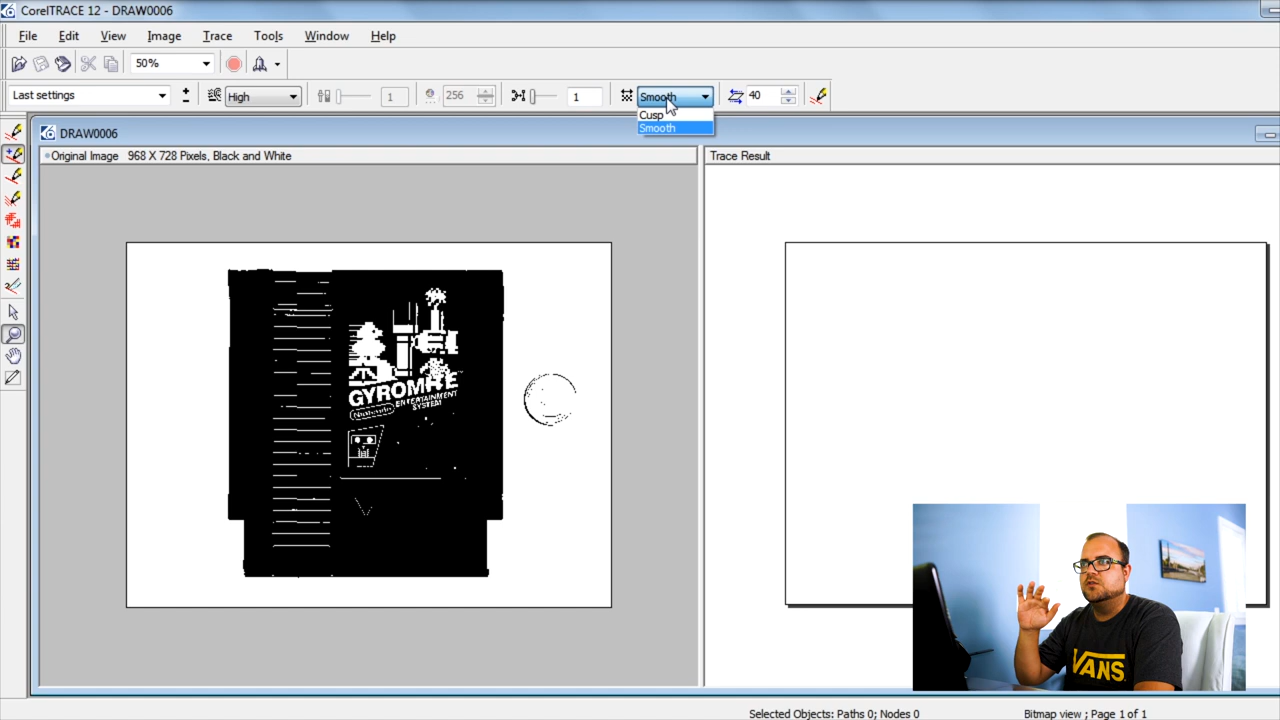 CorelTRACE 12 - DRAW0006
File Edit View Image Trace Tools Window Help
50%
Last settings High 1 256 1 Smooth 40
Cusp
Smooth
DRAW0006
Original Image 968 X 728 Pixels, Black and White
Trace Result
GYROMITE
Nintendo ENTERTAINMENT
SYSTEM
VANS
Selected Objects: Paths 0; Nodes 0 Bitmap view ; Page 1 of 1